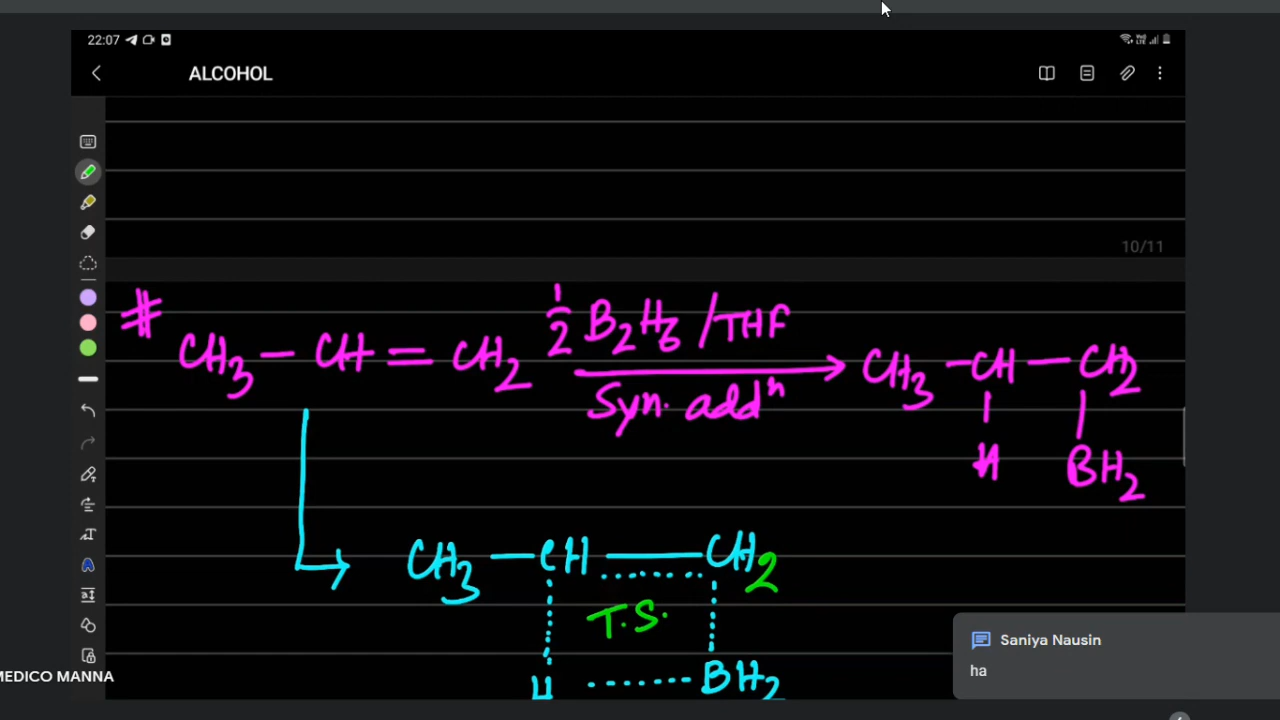 22:07
ALCOHOL
10/11
# CH3 – CH = CH2 1/2 B2H6 /THF → CH3 – CH – CH2
Syn. addn
H BH2
CH3 – CH – CH2
T.S.
H BH2
Saniya Nausin
ha
MEDICO MANNA